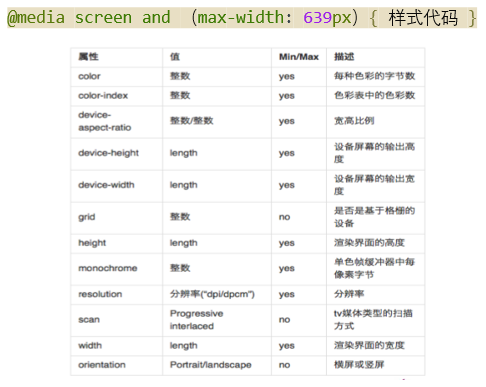 @media screen and （max-width: 639px）{ 样式代码 }
属性 值 Min/Max 描述
color 整数 yes 每种色彩的字节数
color-index 整数 yes 色彩表中的色彩数
device-
aspect-ratio 整数/整数 yes 宽高比例
device-height length yes 设备屏幕的输出高
度
device-width length yes 设备屏幕的输出宽
度
grid 整数 no 是否是基于格栅的
设备
height length yes 渲染界面的高度
monochrome 整数 yes 单色帧缓冲器中每
像素字节
resolution 分辨率("dpi/dpcm") yes 分辨率
scan Progressive
interlaced no tv媒体类型的扫描
方式
width length yes 渲染界面的宽度
orientation Portrait/landscape no 横屏或竖屏